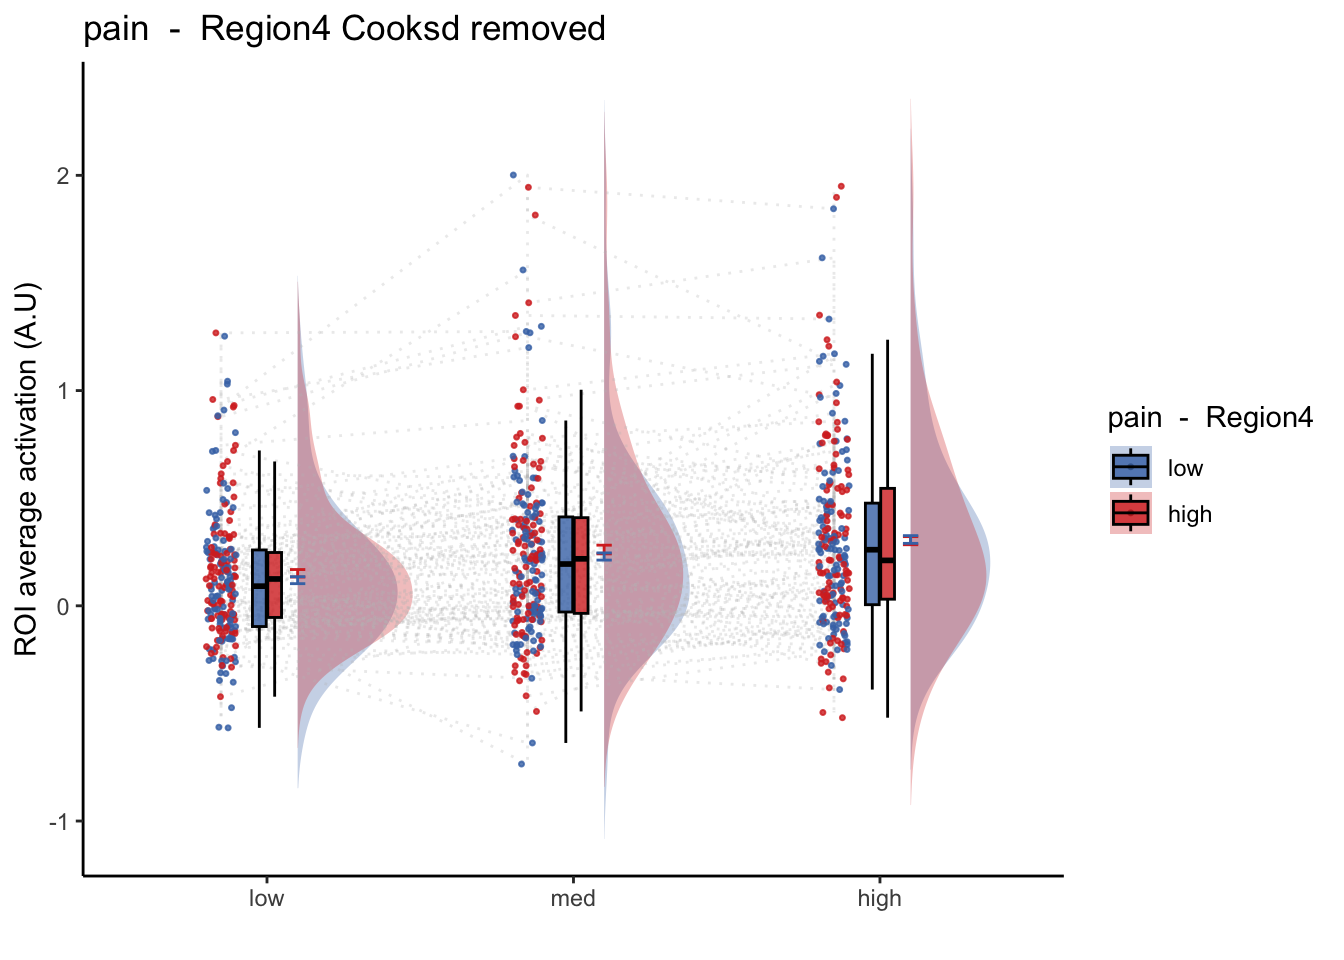 pain  -  Region4 Cooksd removed
ROI average activation (A.U)
2
1
0
-1
low
med
high
pain  -  Region4
low
high